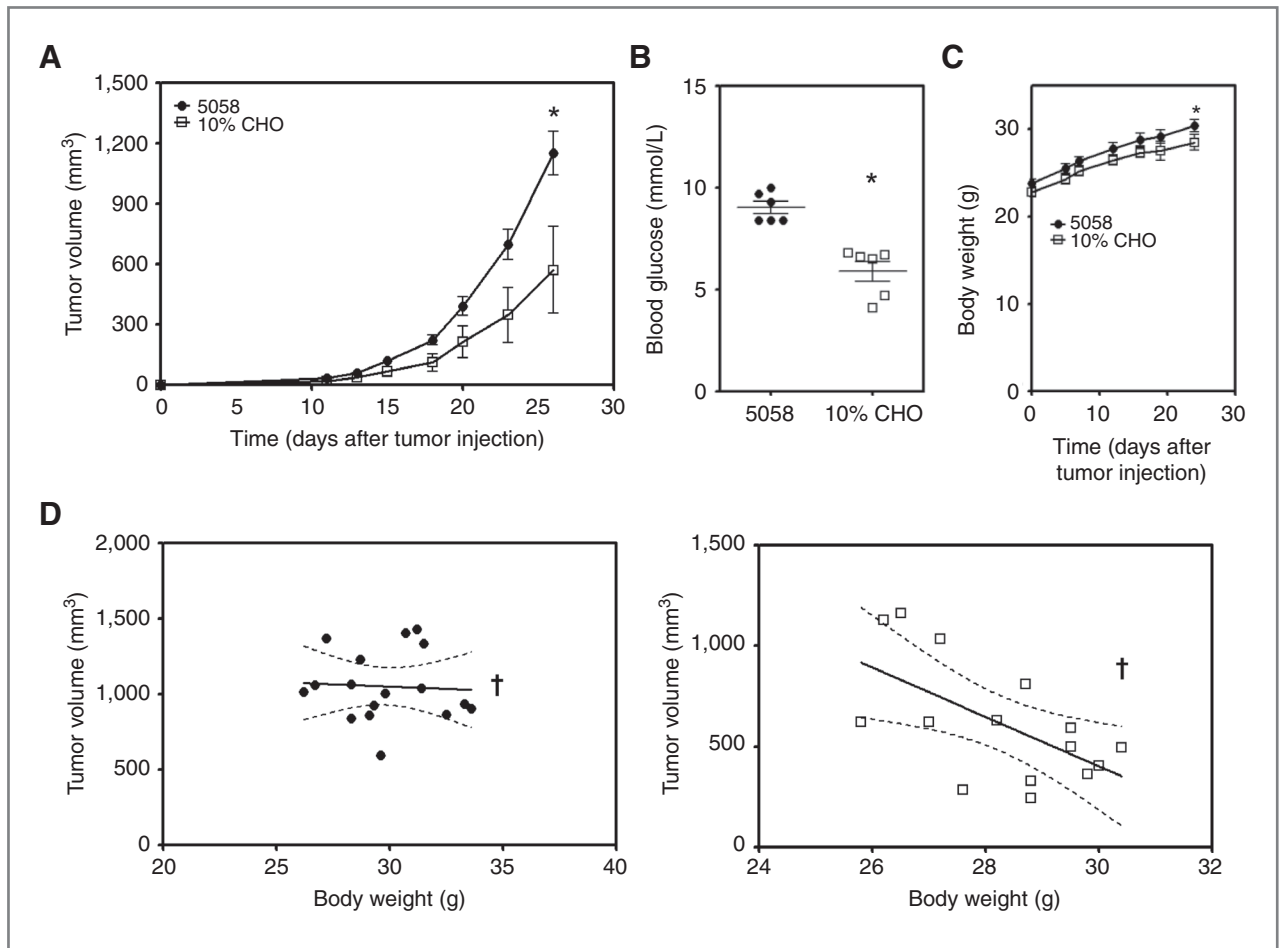 A
1,500
1,200
900
600
300
0
Tumor volume (mm³)
5058
10% CHO
*
0 5 10 15 20 25 30
Time (days after tumor injection)
B
15
10
5
0
Blood glucose (mmol/L)
*
5058 10% CHO
C
30
20
10
0
Body weight (g)
*
5058
10% CHO
0 10 20 30
Time (days after
tumor injection)
D
2,000
1,500
1,000
500
0
Tumor volume (mm³)
†
20 25 30 35 40
Body weight (g)
1,500
1,000
500
0
Tumor volume (mm³)
†
24 26 28 30 32
Body weight (g)